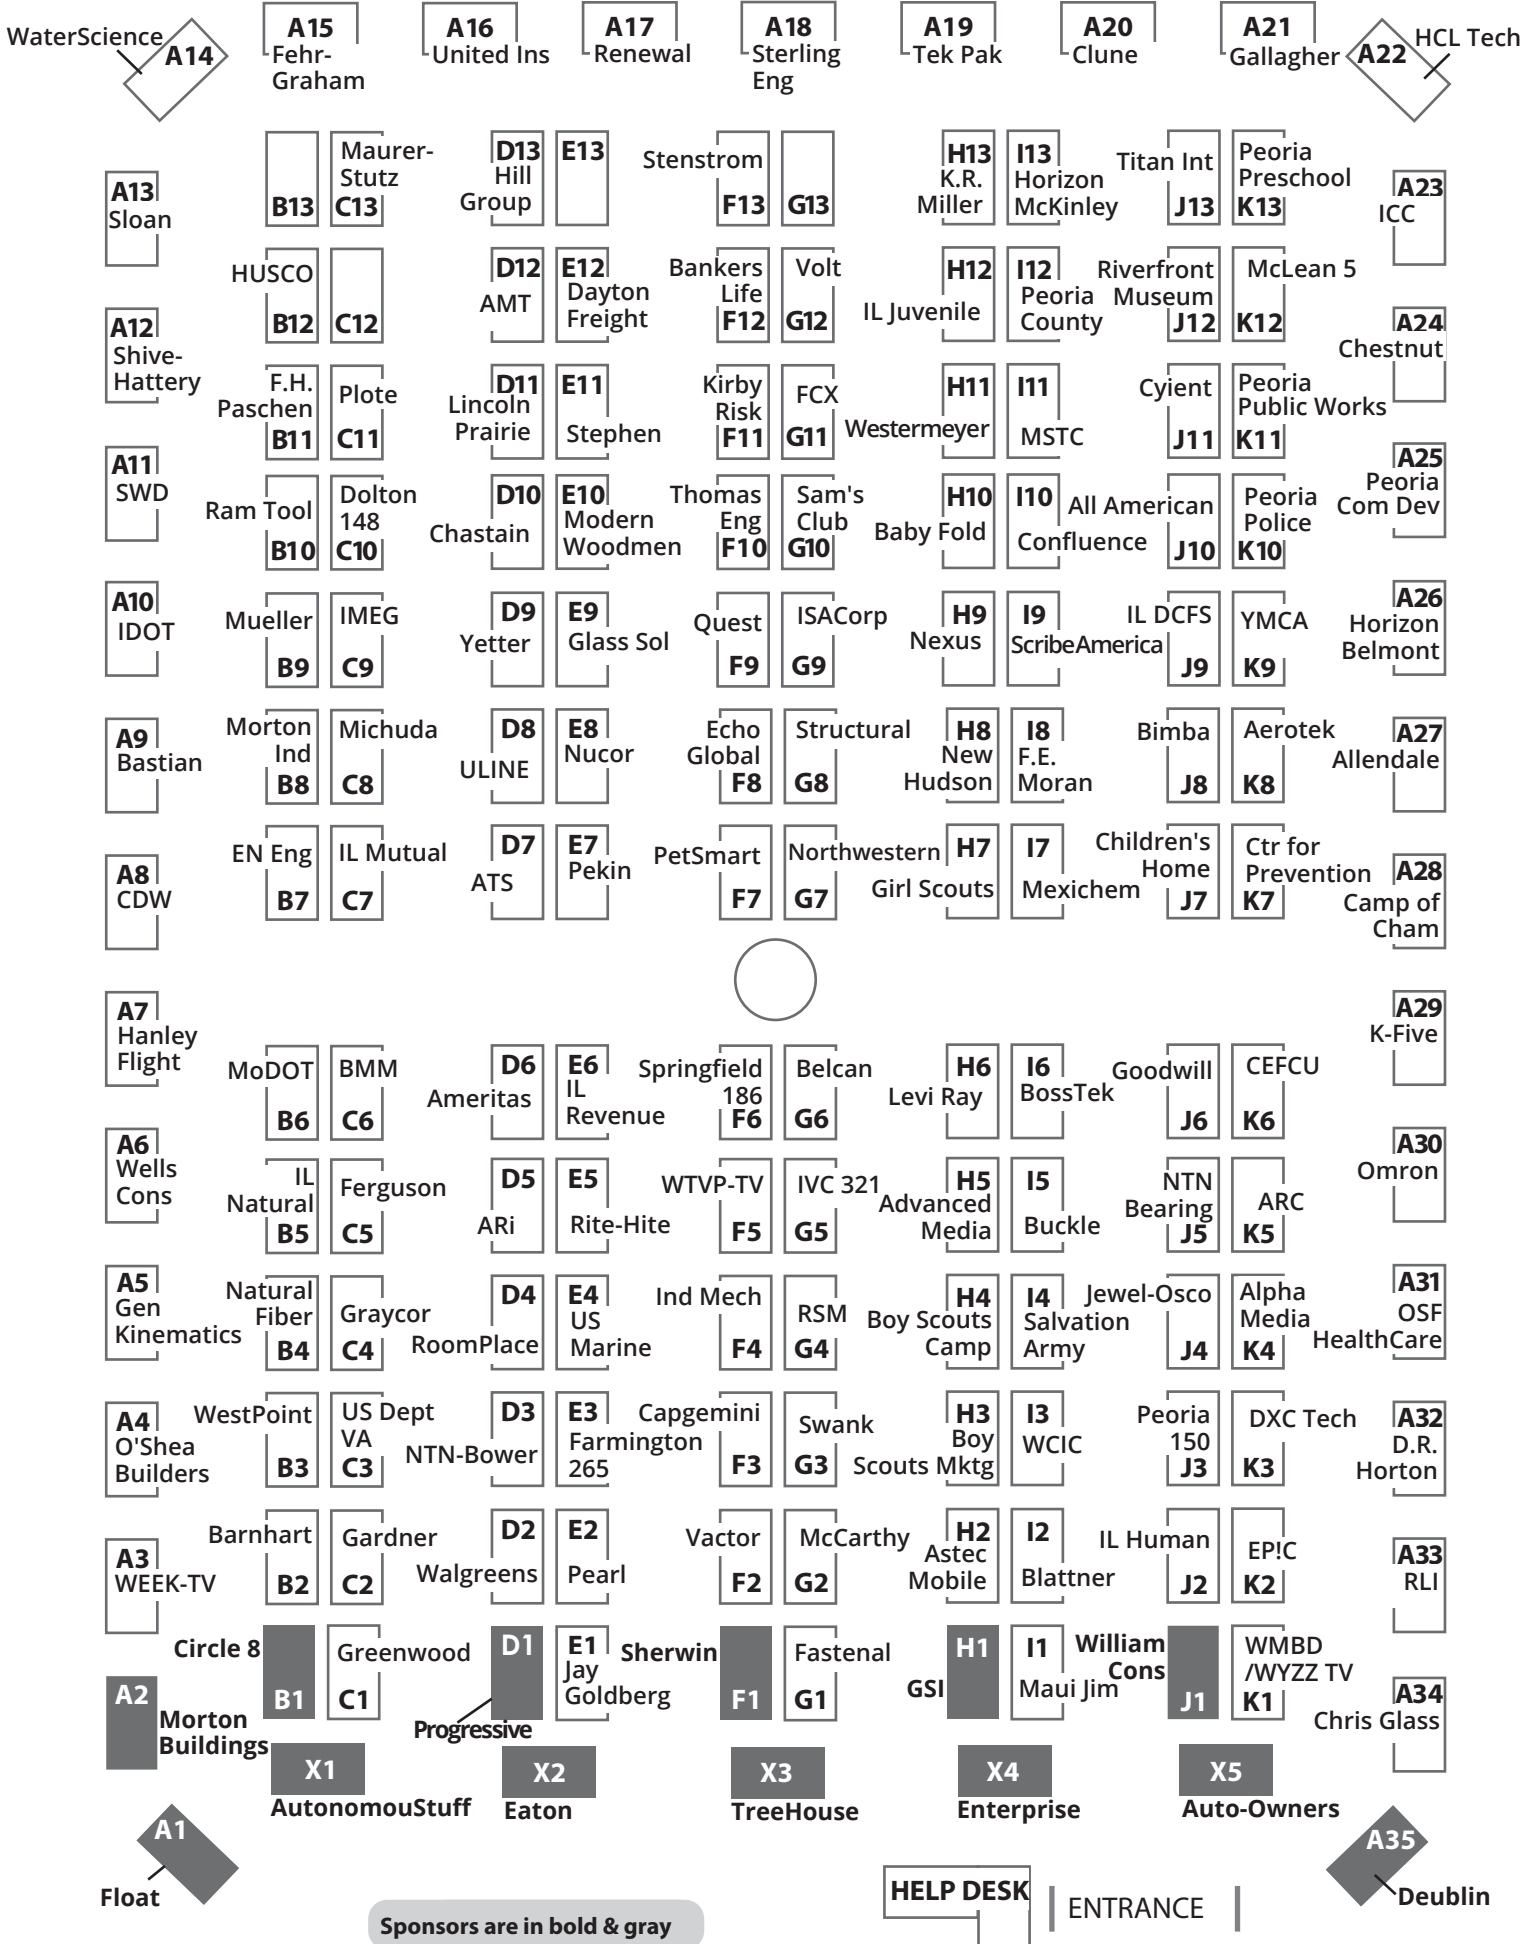 WaterScience
A14
A15
Fehr-
Graham
A16
United Ins
A17
Renewal
A18
Sterling
Eng
A19
Tek Pak
A20
Clune
A21
Gallagher
A22
HCL Tech
A13
Sloan
B13
Maurer-
Stutz
C13
D13
Hill
Group
E13
Stenstrom
F13
G13
H13
K.R.
Miller
I13
Horizon
McKinley
Titan Int
J13
Peoria
Preschool
K13
A23
ICC
A12
Shive-
Hattery
HUSCO
B12
C12
D12
AMT
E12
Dayton
Freight
Bankers
Life
F12
Volt
G12
H12
IL Juvenile
I12
Peoria
County
Riverfront
Museum
J12
McLean 5
K12
A24
Chestnut
F.H.
Paschen
B11
Plote
C11
D11
Lincoln
Prairie
E11
Stephen
Kirby
Risk
F11
FCX
G11
H11
Westermeyer
I11
MSTC
Cyient
J11
Peoria
Public Works
K11
A11
SWD
Ram Tool
B10
Dolton
148
C10
D10
Chastain
E10
Modern
Woodmen
Thomas
Eng
F10
Sam's
Club
G10
H10
Baby Fold
I10
Confluence
All American
J10
Peoria
Police
K10
A25
Peoria
Com Dev
A10
IDOT
Mueller
B9
IMEG
C9
D9
Yetter
E9
Glass Sol
Quest
F9
ISACorp
G9
H9
Nexus
I9
ScribeAmerica
IL DCFS
J9
YMCA
K9
A26
Horizon
Belmont
A9
Bastian
Morton
Ind
B8
Michuda
C8
D8
ULINE
E8
Nucor
Echo
Global
F8
Structural
G8
H8
New
Hudson
I8
F.E.
Moran
Bimba
J8
Aerotek
K8
A27
Allendale
A8
CDW
EN Eng
B7
IL Mutual
C7
D7
ATS
E7
Pekin
PetSmart
F7
Northwestern
G7
H7
Girl Scouts
I7
Mexichem
Children's
Home
J7
Ctr for
Prevention
K7
A28
Camp of
Cham
A7
Hanley
Flight
MoDOT
B6
BMM
C6
D6
Ameritas
E6
IL
Revenue
Springfield
186
F6
Belcan
G6
H6
Levi Ray
I6
BossTek
Goodwill
J6
CEFCU
K6
A29
K-Five
A6
Wells
Cons
IL
Natural
B5
Ferguson
C5
D5
ARi
E5
Rite-Hite
WTVP-TV
F5
IVC 321
G5
H5
Advanced
Media
I5
Buckle
NTN
Bearing
J5
ARC
K5
A30
Omron
A5
Gen
Kinematics
Natural
Fiber
B4
Graycor
C4
D4
RoomPlace
E4
US
Marine
Ind Mech
F4
RSM
G4
H4
Boy Scouts
Camp
I4
Salvation
Army
Jewel-Osco
J4
Alpha
Media
K4
A31
OSF
HealthCare
A4
O'Shea
Builders
WestPoint
B3
US Dept
VA
C3
D3
NTN-Bower
E3
Farmington
265
Capgemini
F3
Swank
G3
H3
Boy
Scouts Mktg
I3
WCIC
Peoria
150
J3
DXC Tech
K3
A32
D.R.
Horton
A3
WEEK-TV
Barnhart
B2
Gardner
C2
D2
Walgreens
E2
Pearl
Vactor
F2
McCarthy
G2
H2
Astec
Mobile
I2
Blattner
IL Human
J2
EP!C
K2
A33
RLI
Circle 8
B1
Greenwood
C1
D1
Progressive
E1
Jay
Goldberg
Sherwin
F1
Fastenal
G1
H1
GSI
I1
Maui Jim
William
Cons
J1
WMBD
/WYZZ TV
K1
A34
Chris Glass
A2
Morton
Buildings
X1
AutonomouStuff
X2
Eaton
X3
TreeHouse
X4
Enterprise
X5
Auto-Owners
A1
Float
A35
Deublin
HELP DESK
ENTRANCE
Sponsors are in bold & gray